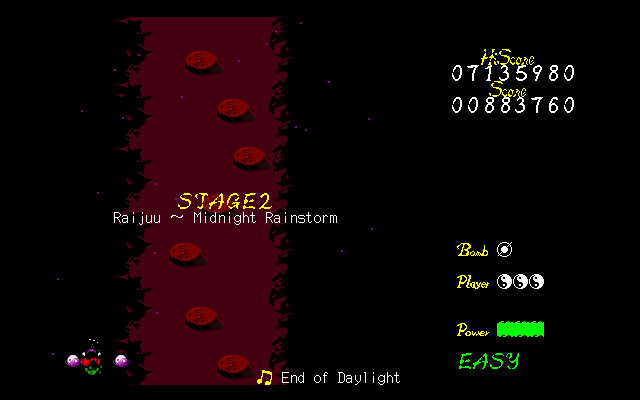 HiScore
07135980
Score
00883760
STAGE2
Raijuu ～ Midnight Rainstorm
Bomb
Player
Power
EASY
♫ End of Daylight